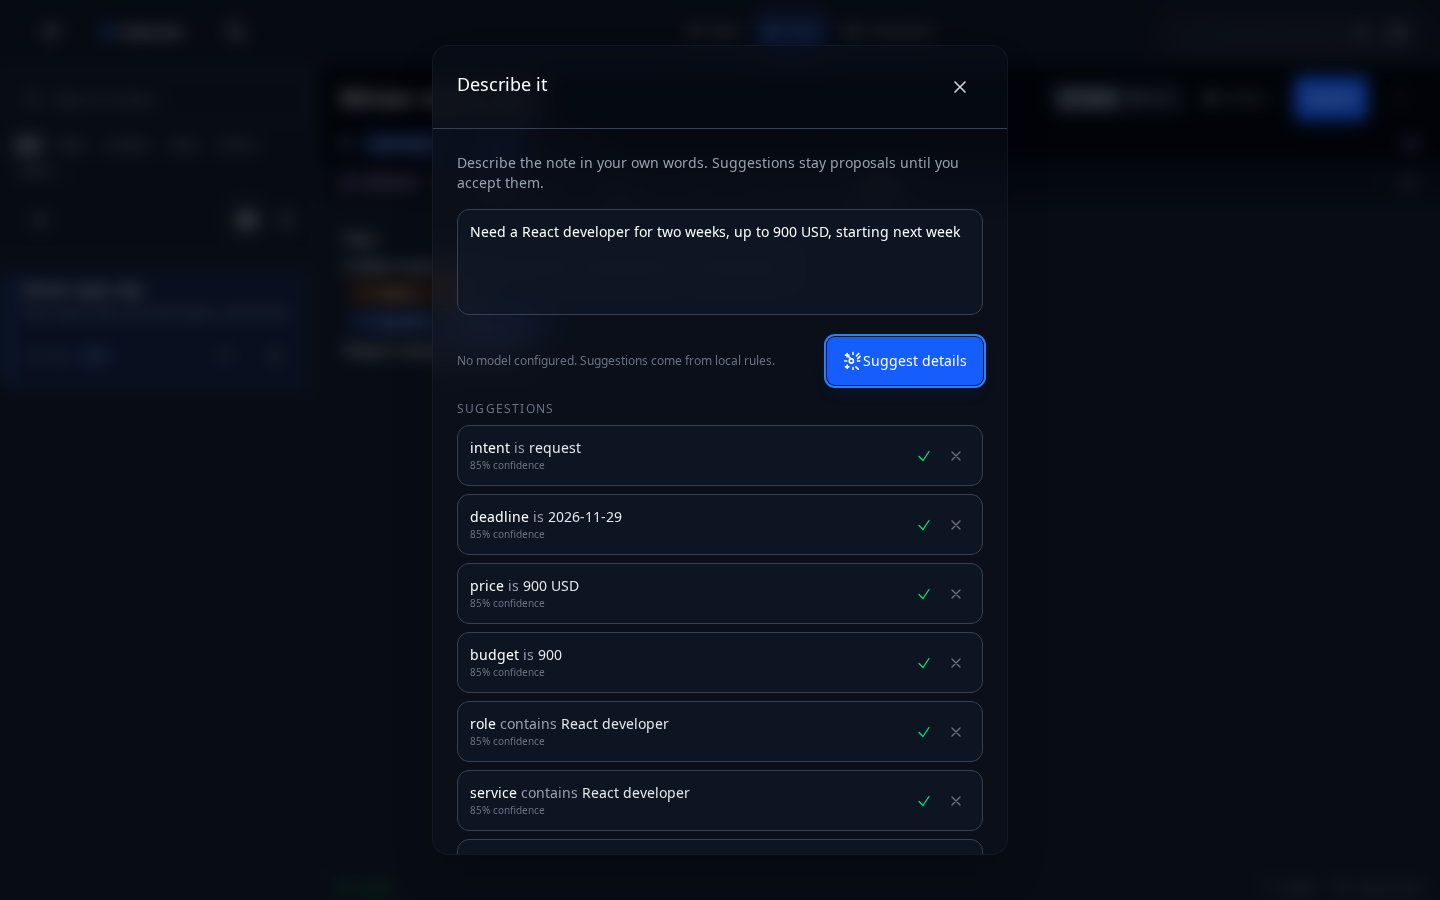 Describe it
Describe the note in your own words. Suggestions stay proposals until you
accept them.
Need a React developer for two weeks, up to 900 USD, starting next week
No model configured. Suggestions come from local rules.
Suggest details
SUGGESTIONS
intent is request
85% confidence
deadline is 2026-11-29
85% confidence
price is 900 USD
85% confidence
budget is 900
85% confidence
role contains React developer
85% confidence
service contains React developer
85% confidence